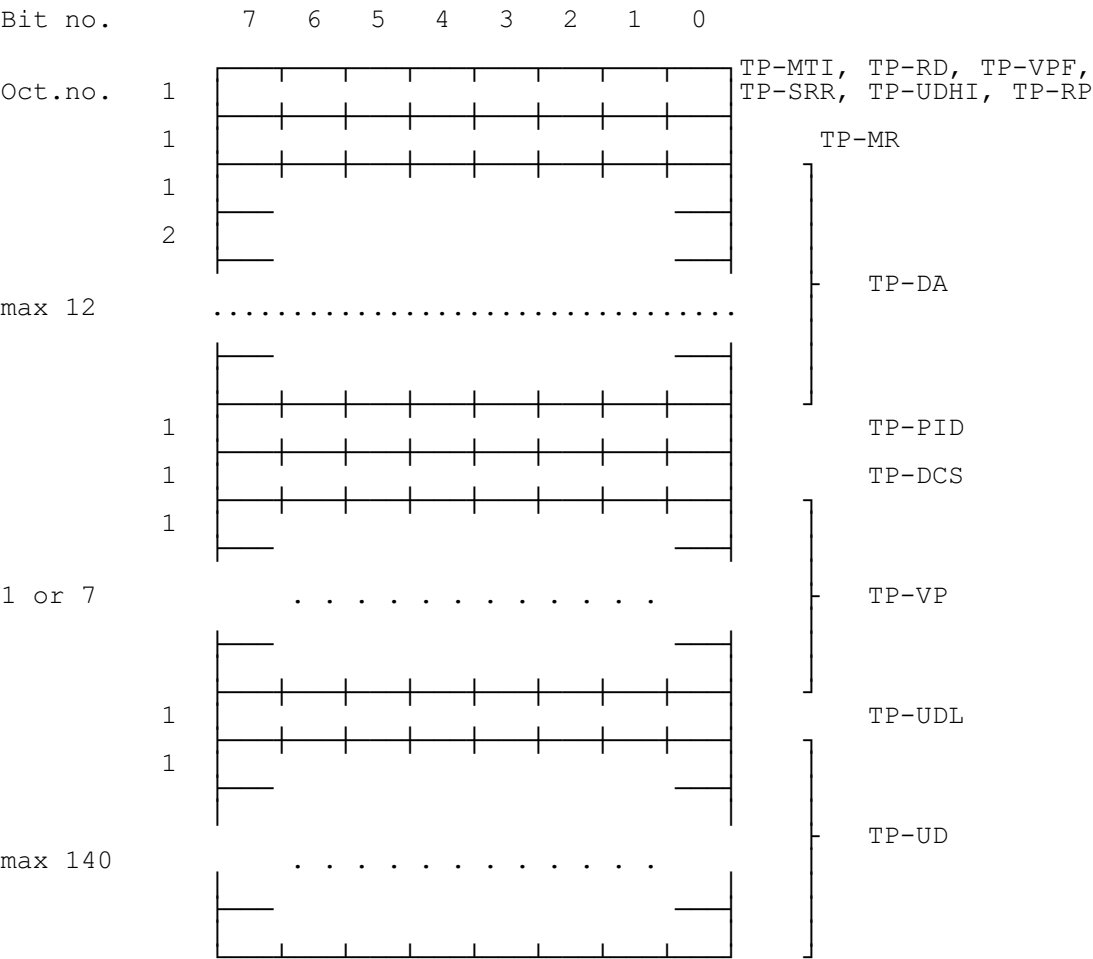 Bit no. 7 6 5 4 3 2 1 0
TP-MTI, TP-RD, TP-VPF,
Oct.no. 1 TP-SRR, TP-UDHI, TP-RP
1 TP-MR
1
2
TP-DA
max 12
1 TP-PID
1 TP-DCS
1
1 or 7 TP-VP
1 TP-UDL
1
TP-UD
max 140